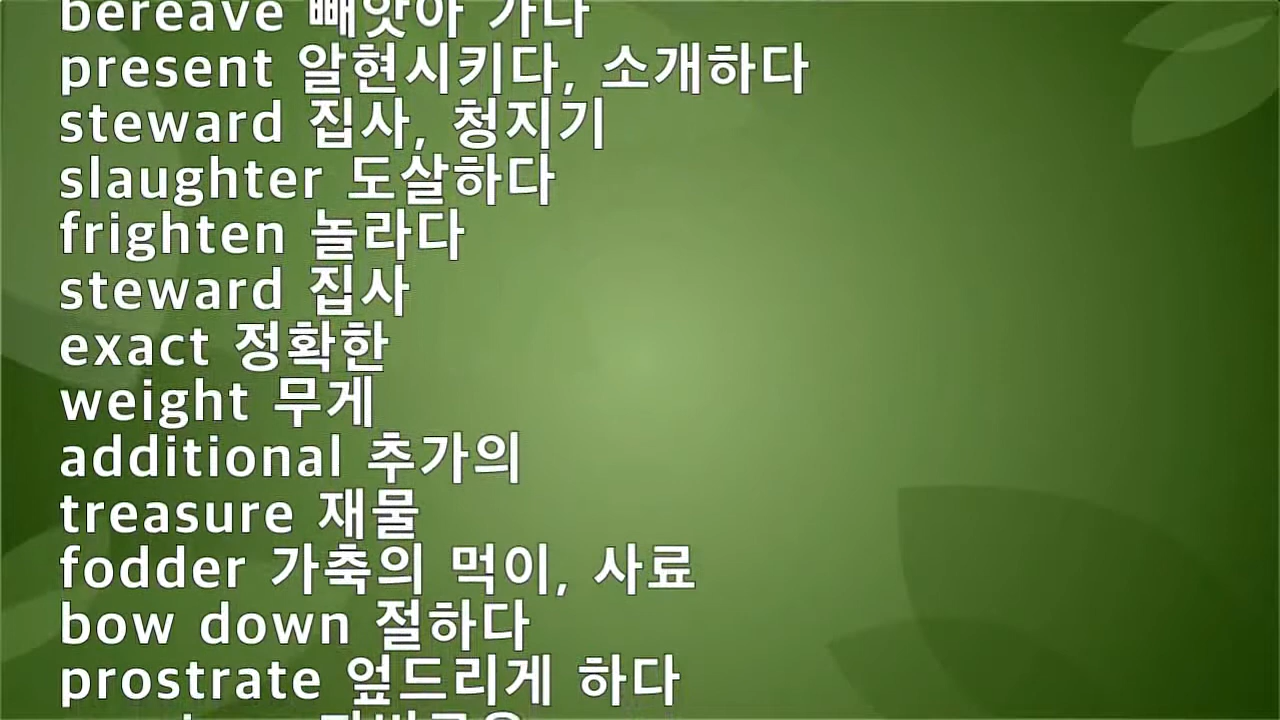 bereave 빼앗아 가다
present 알현시키다, 소개하다
steward 집사, 청지기
slaughter 도살하다
frighten 놀라다
steward 집사
exact 정확한
weight 무게
additional 추가의
treasure 재물
fodder 가축의 먹이, 사료
bow down 절하다
prostrate 엎드리게 하다